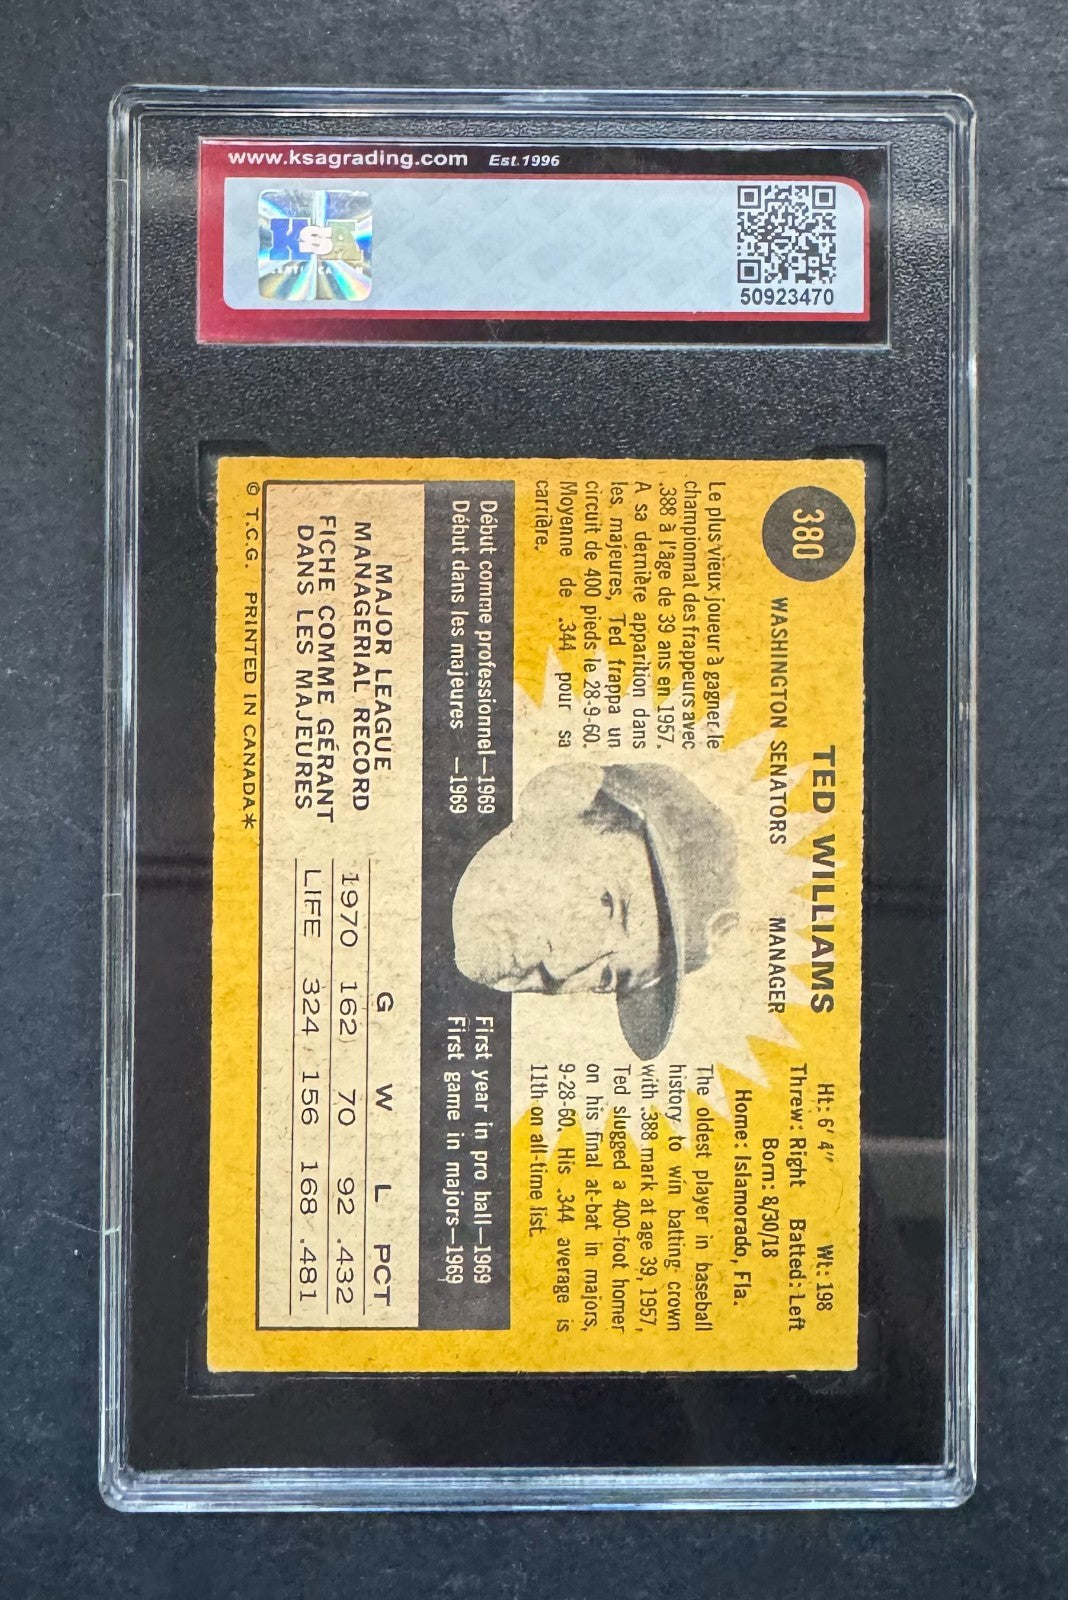 www.ksagrading.com Est.1996
KSA
50923470
380
TED WILLIAMS
WASHINGTON SENATORS MANAGER
Ht: 6' 4" Wt: 198
Threw: Right Batted: Left
Born: 8/30/18
Home: Islamorado, Fla.
Le plus vieux joueur à gagner le
championat des frappeurs avec
.388 à l'âge de 39 ans en 1957.
A sa dernière apparition dans
les majeures, Ted frappa un
circuit de 400 pieds le 28-9-60.
Moyenne de .344 pour sa
carrière.
The oldest player in baseball
history to win batting crown
with .388 mark at age 39, 1957,
Ted slugged a 400-foot homer
on his final at-bat in majors,
9-28-60. His .344 average is
11th on all-time list.
Début comme professionnel—1969
Début dans les majeures —1969
First year in pro ball—1969
First game in majors—1969
MAJOR LEAGUE
MANAGERIAL RECORD
FICHE COMME GÉRANT
DANS LES MAJEURES
G W L PCT
1970 162 70 92 .432
LIFE 324 156 168 .481
© T.C.G. PRINTED IN CANADA*